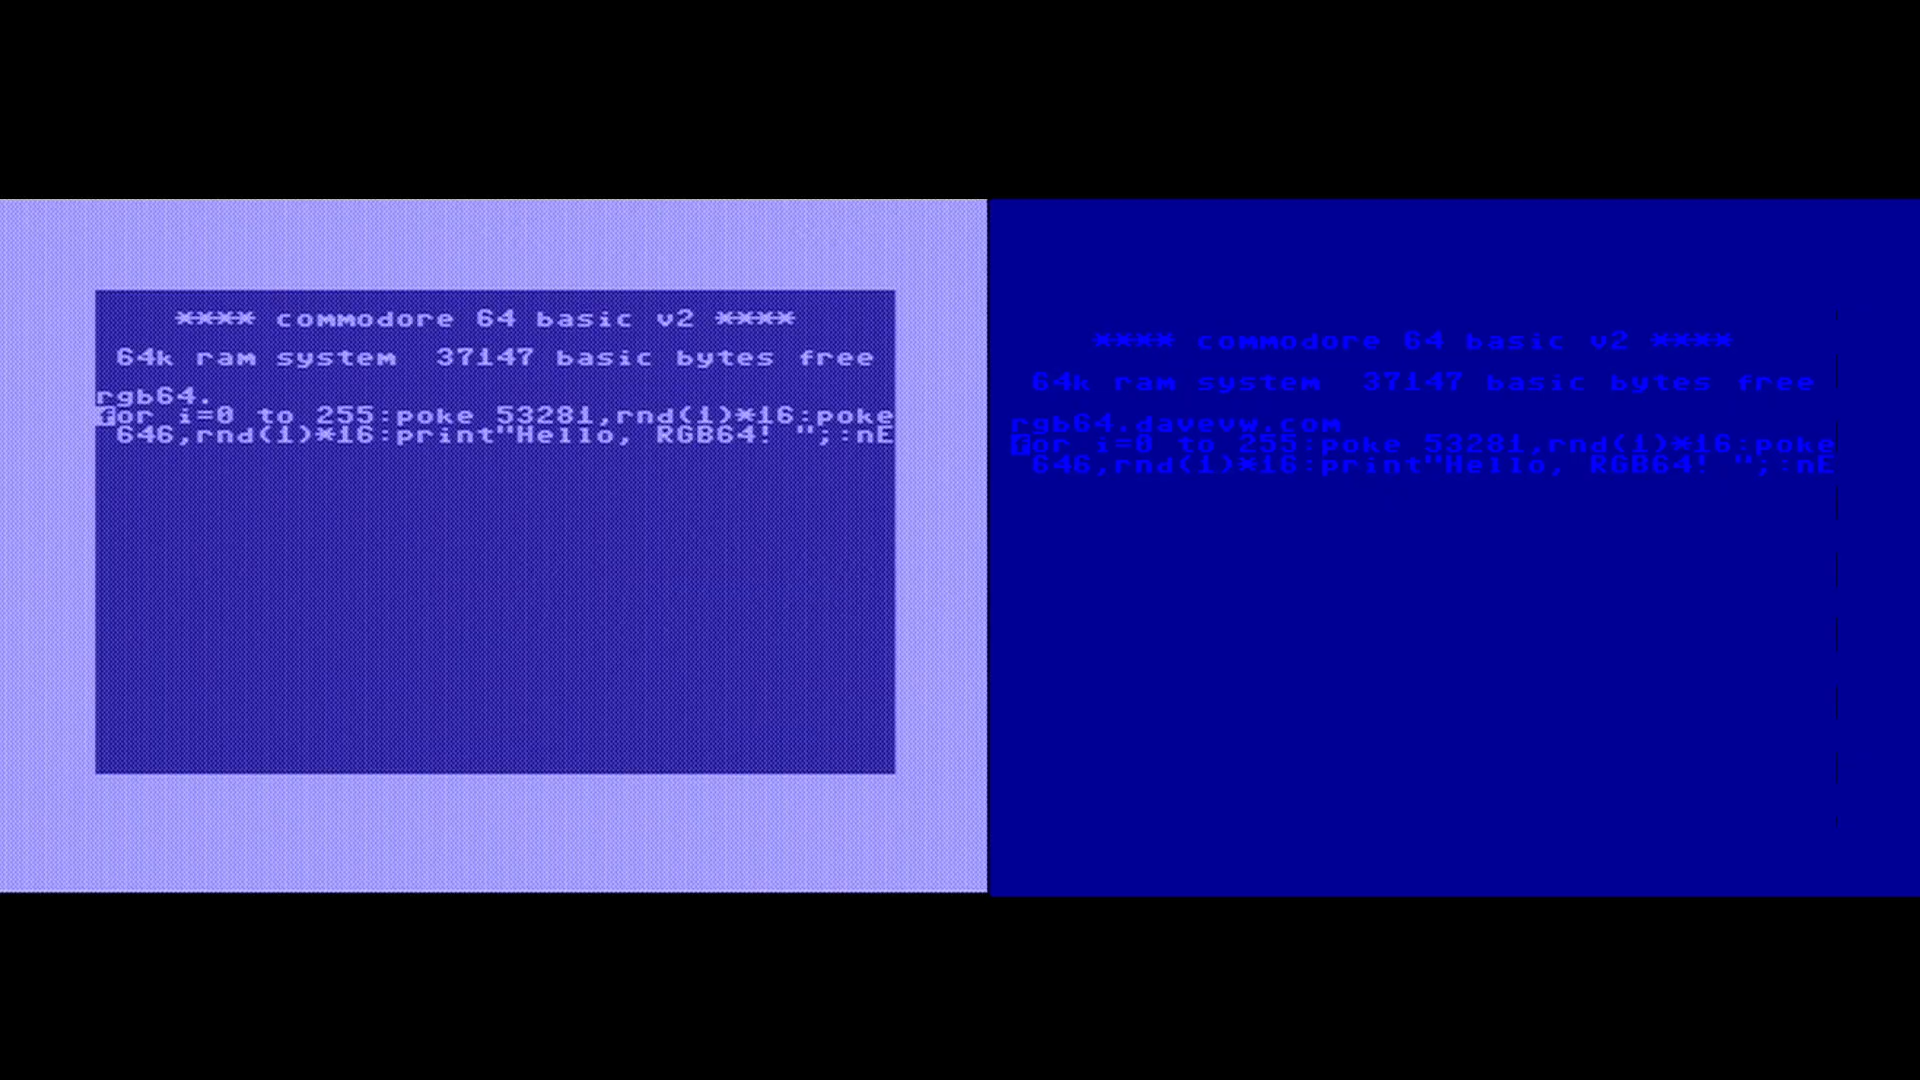 **** commodore 64 basic v2 ****
64k ram system  37147 basic bytes free
rgb64.
for i=0 to 255:poke 53281,rnd(1)*16:poke
646,rnd(1)*16:print"Hello, RGB64! ";:nE
**** commodore 64 basic v2 ****
64k ram system  37147 basic bytes free
rgb64.davevw.com
for i=0 to 255:poke 53281,rnd(1)*16:poke
646,rnd(1)*16:print"Hello, RGB64! ";:nE